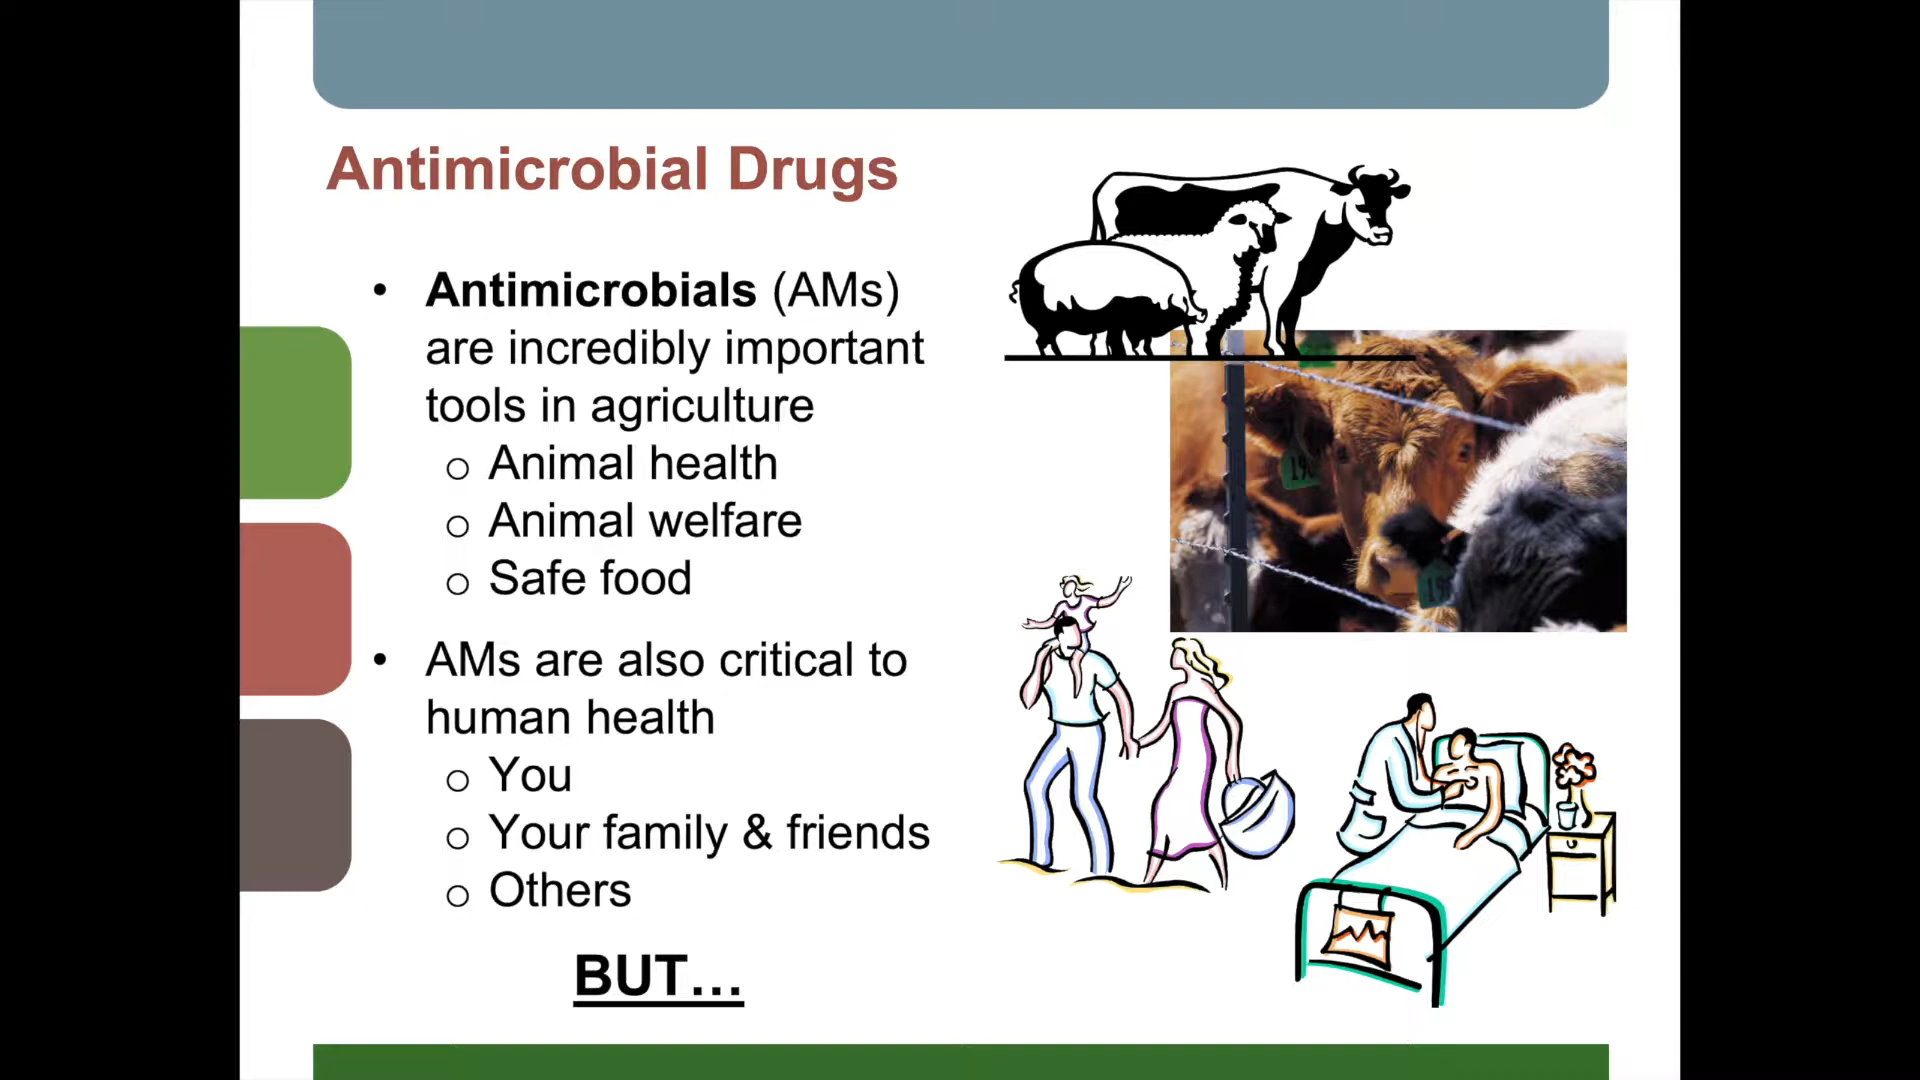 Antimicrobial Drugs
• Antimicrobials (AMs)
are incredibly important
tools in agriculture
o Animal health
o Animal welfare
o Safe food
• AMs are also critical to
human health
o You
o Your family & friends
o Others
BUT...